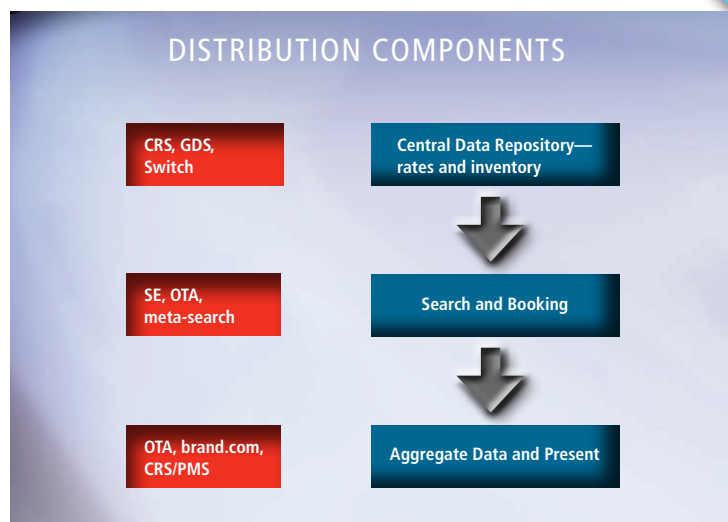 DISTRIBUTION COMPONENTS
CRS, GDS,
Switch
Central Data Repository—
rates and inventory
SE, OTA,
meta-search
Search and Booking
OTA, brand.com,
CRS/PMS
Aggregate Data and Present